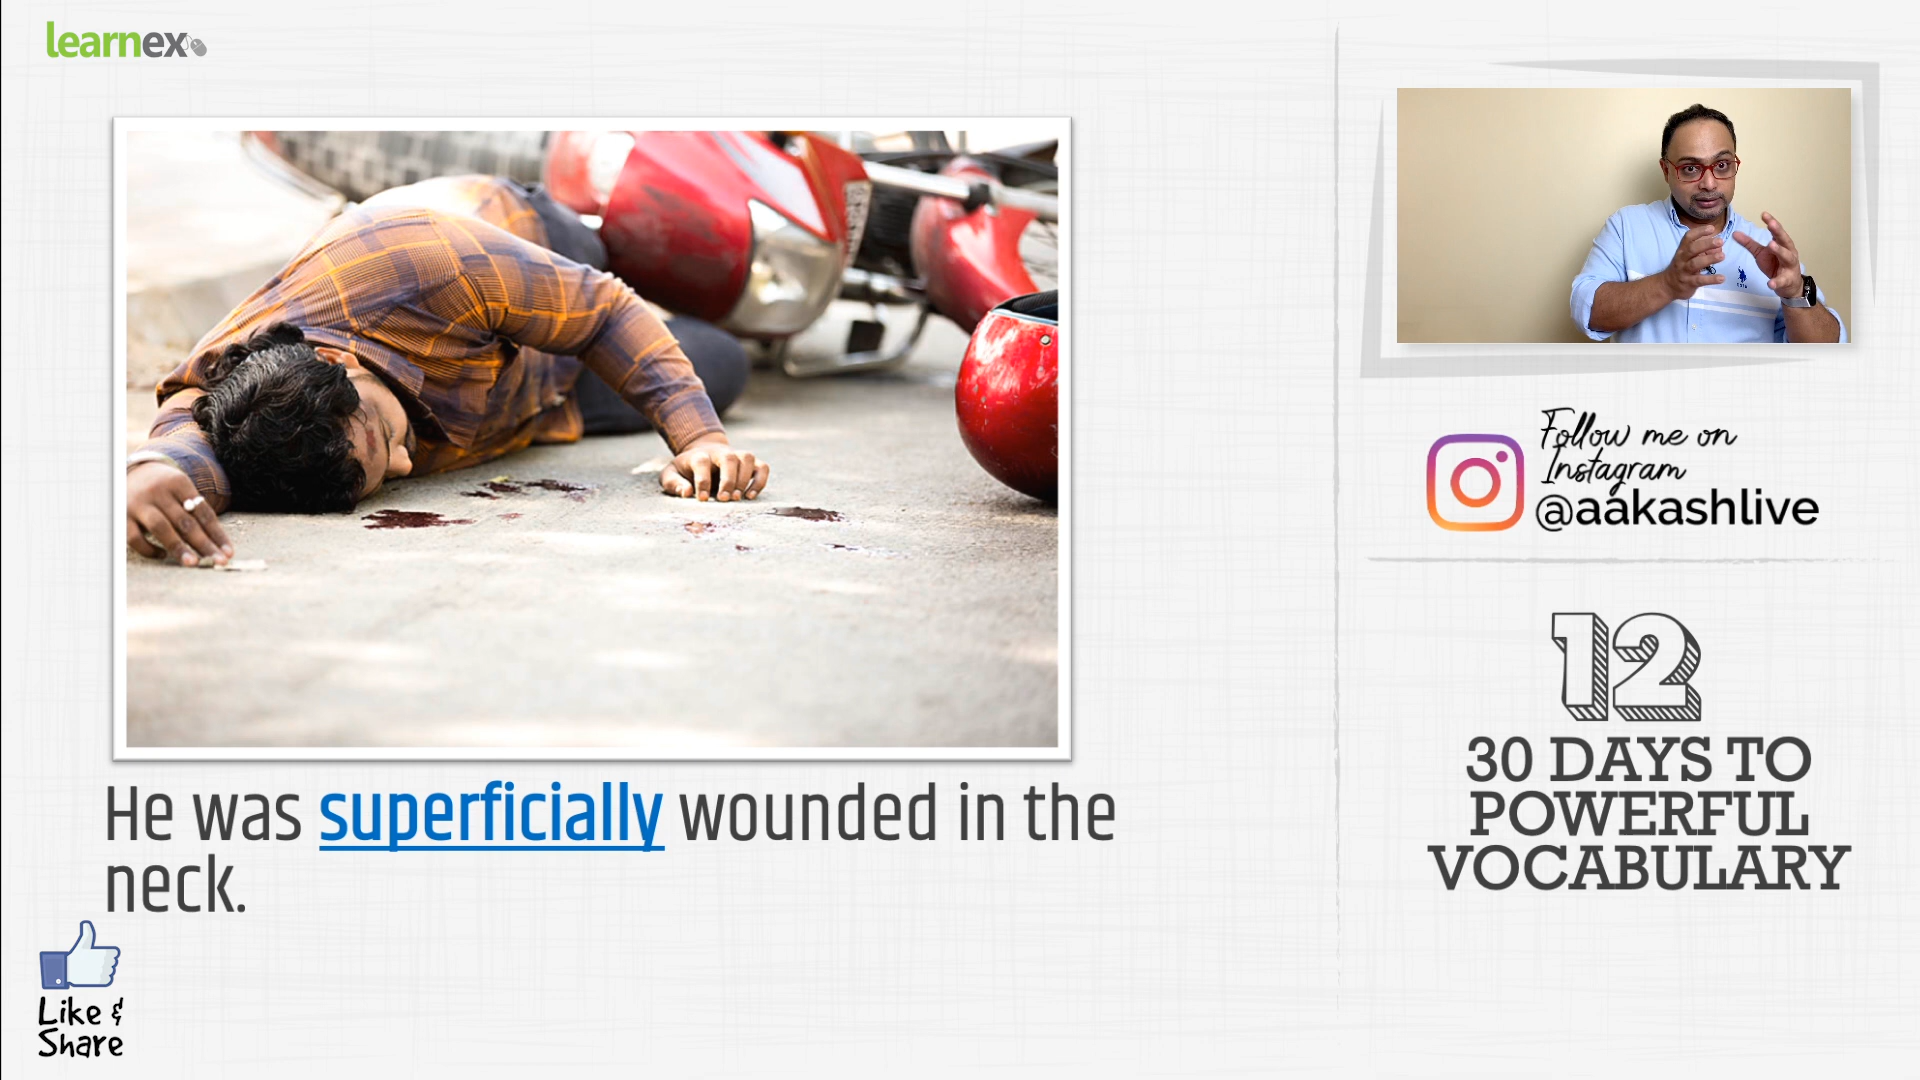 learnex
He was superficially wounded in the
neck.
Like &
Share
Follow me on
Instagram
@aakashlive
12
30 DAYS TO
POWERFUL
VOCABULARY